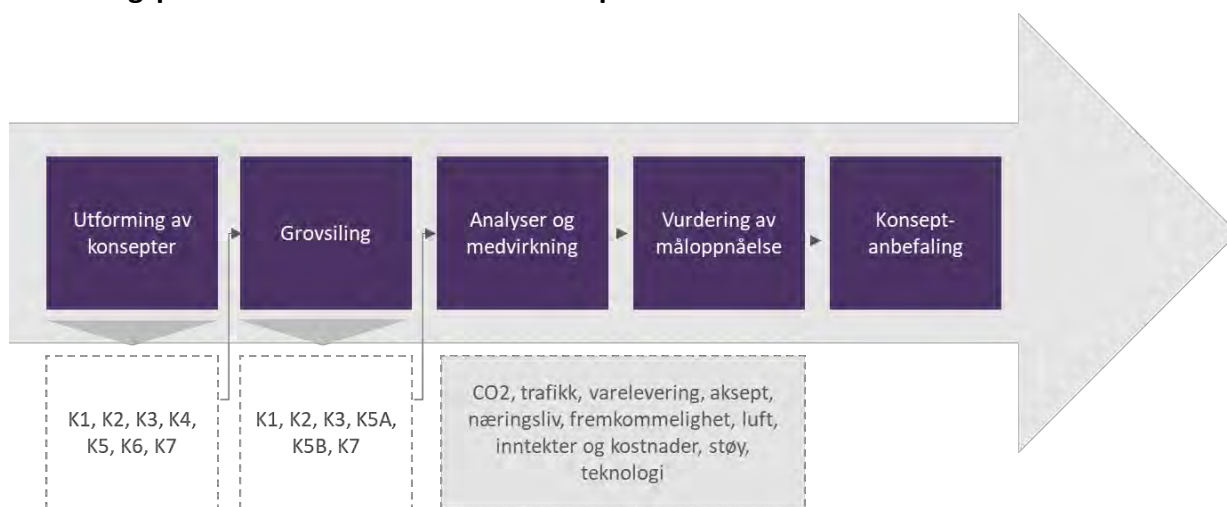 Utforming av
konsepter
Grovsiling
Analyser og
medvirkning
Vurdering av
måloppnåelse
Konsept-
anbefaling
K1, K2, K3, K4,
K5, K6, K7
K1, K2, K3, K5A,
K5B, K7
CO2, trafikk, varelevering, aksept,
næringsliv, fremkommelighet, luft,
inntekter og kostnader, støy,
teknologi